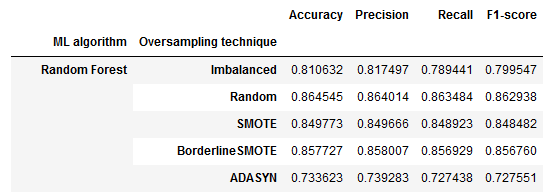 Accuracy Precision Recall F1-score
ML algorithm Oversampling technique
Random Forest Imbalanced 0.810632 0.817497 0.789441 0.799547
Random 0.864545 0.864014 0.863484 0.862938
SMOTE 0.849773 0.849666 0.848923 0.848482
BorderlineSMOTE 0.857727 0.858007 0.856929 0.856760
ADASYN 0.733623 0.739283 0.727438 0.727551